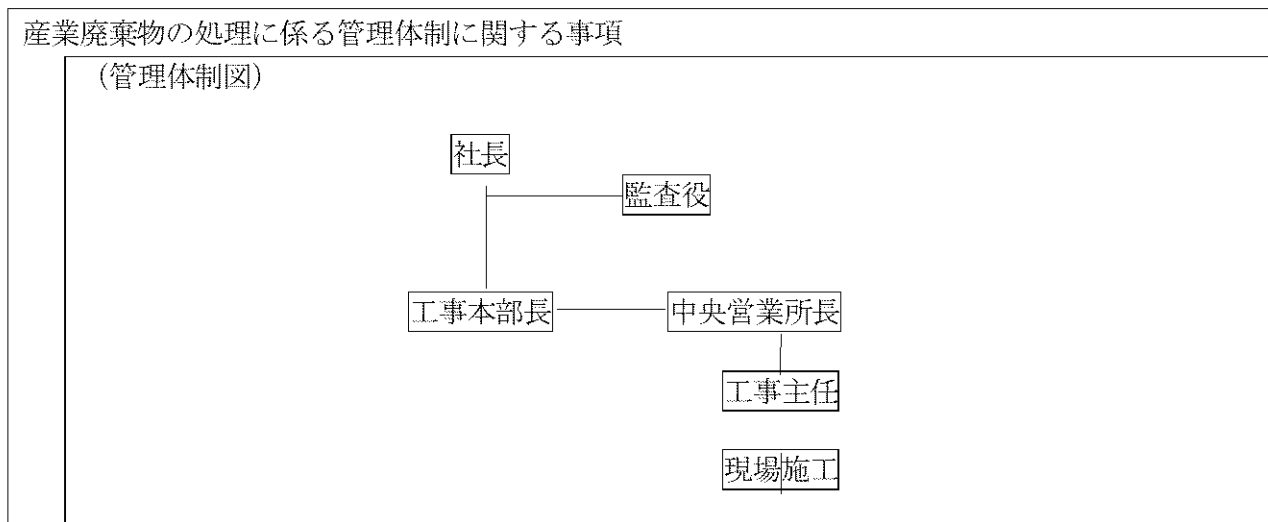 産業廃棄物の処理に係る管理体制に関する事項
（管理体制図）
社長
監査役
工事本部長
中央営業所長
工事主任
現場施工